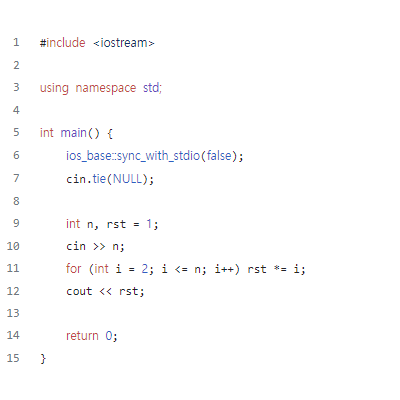 1 #include <iostream>
2
3 using namespace std;
4
5 int main() {
6 ios_base::sync_with_stdio(false);
7 cin.tie(NULL);
8
9 int n, rst = 1;
10 cin >> n;
11 for (int i = 2; i <= n; i++) rst *= i;
12 cout << rst;
13
14 return 0;
15 }